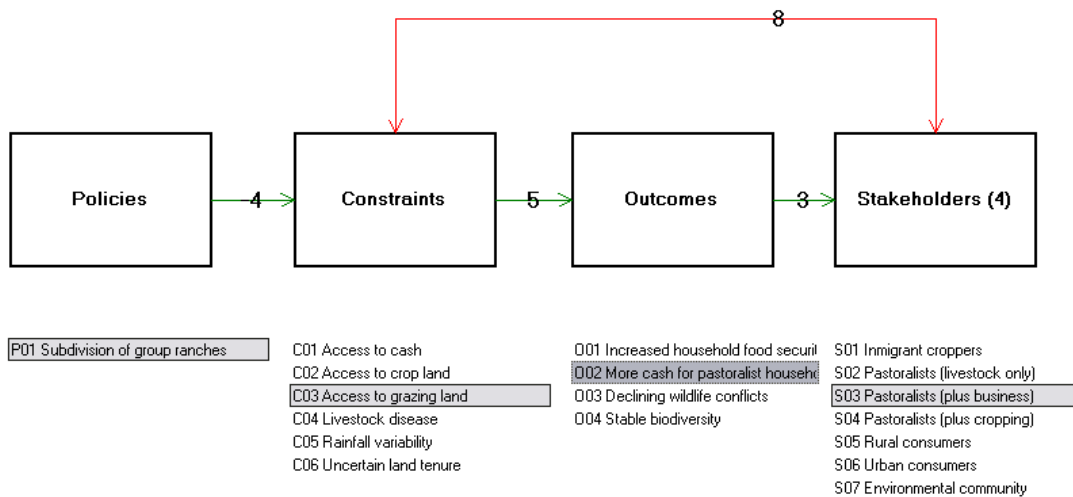 8
Policies
-4
Constraints
5
Outcomes
3
Stakeholders (4)
P01 Subdivision of group ranches
C01 Access to cash
C02 Access to crop land
C03 Access to grazing land
C04 Livestock disease
C05 Rainfall variability
C06 Uncertain land tenure
O01 Increased household food securit
O02 More cash for pastoralist househo
O03 Declining wildlife conflicts
O04 Stable biodiversity
S01 Inmigrant croppers
S02 Pastoralists (livestock only)
S03 Pastoralists (plus business)
S04 Pastoralists (plus cropping)
S05 Rural consumers
S06 Urban consumers
S07 Environmental community